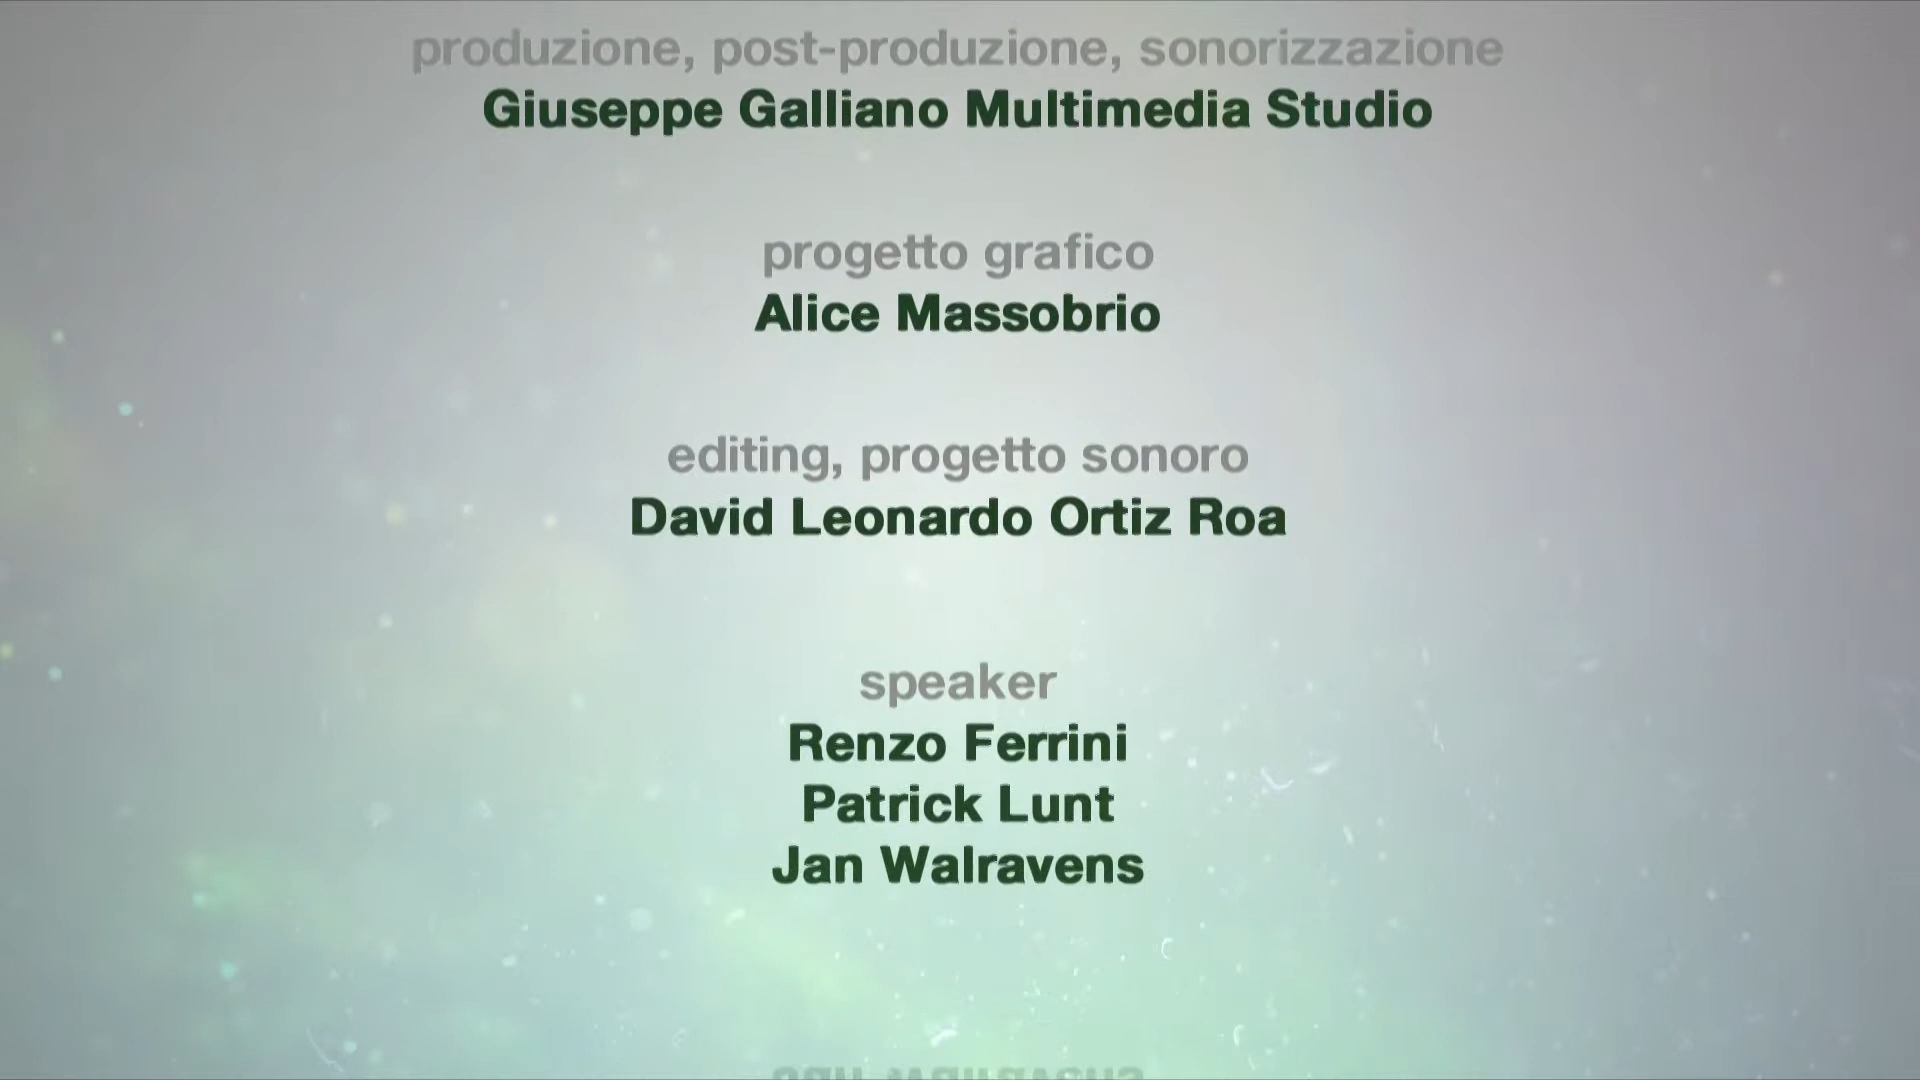 produzione, post-produzione, sonorizzazione
Giuseppe Galliano Multimedia Studio
progetto grafico
Alice Massobrio
editing, progetto sonoro
David Leonardo Ortiz Roa
speaker
Renzo Ferrini
Patrick Lunt
Jan Walravens